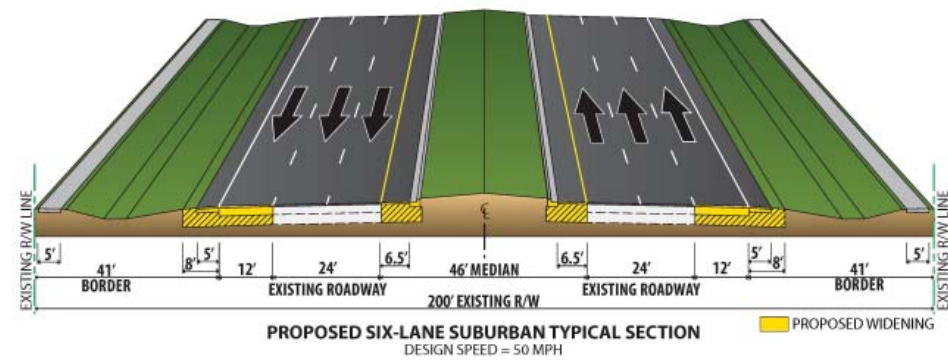 EXISTING R/W LINE
EXISTING R/W LINE
℄
5'
5'
6.5'
6.5'
5'
5'
8'
8'
41'
12'
24'
46' MEDIAN
24'
12'
41'
BORDER
EXISTING ROADWAY
EXISTING ROADWAY
BORDER
200' EXISTING R/W
PROPOSED SIX-LANE SUBURBAN TYPICAL SECTION
DESIGN SPEED = 50 MPH
PROPOSED WIDENING